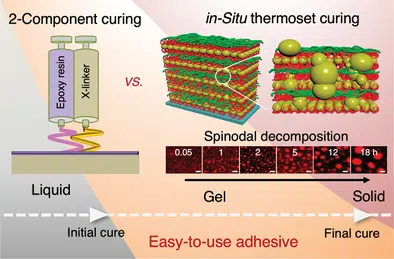 2-Component curing
Epoxy resin
X-linker
vs.
in-Situ thermoset curing
Spinodal decomposition
0.05
1
2
5
12
18 h
Liquid
Gel
Solid
Initial cure
Final cure
Easy-to-use adhesive